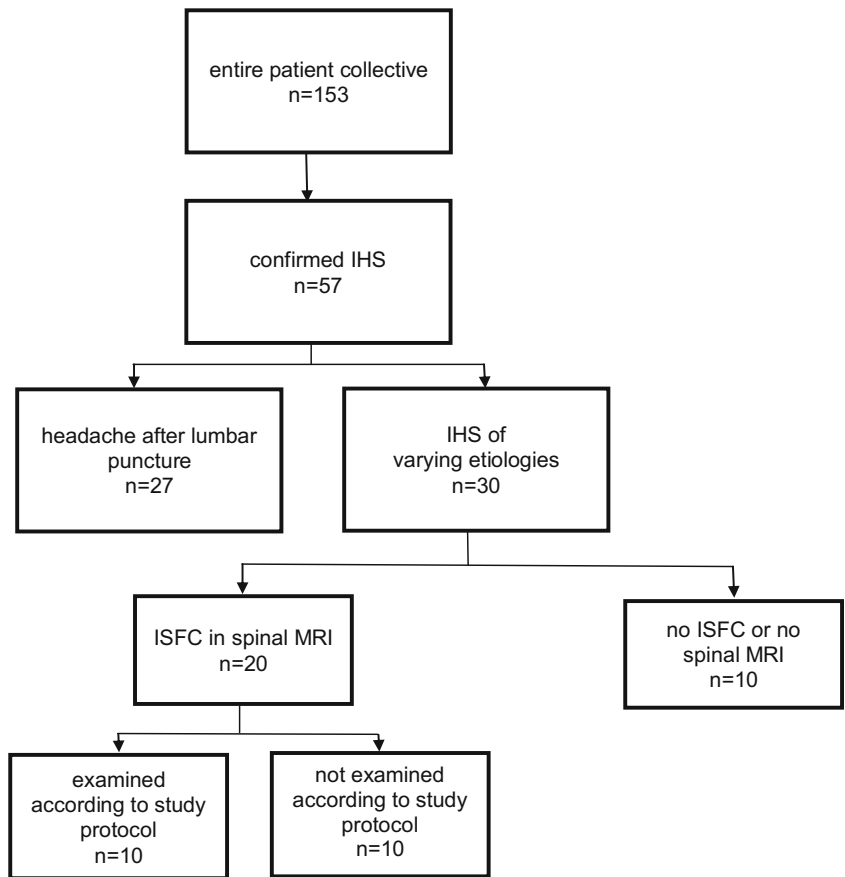 entire patient collective
n=153
confirmed IHS
n=57
headache after lumbar
puncture
n=27
IHS of
varying etiologies
n=30
ISFC in spinal MRI
n=20
no ISFC or no
spinal MRI
n=10
examined
according to study
protocol
n=10
not examined
according to study
protocol
n=10